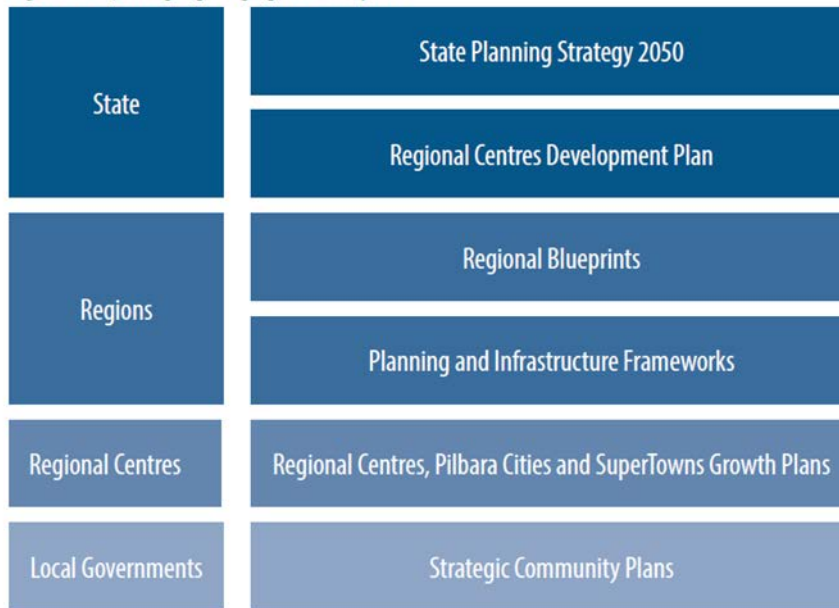 State
State Planning Strategy 2050
Regional Centres Development Plan
Regions
Regional Blueprints
Planning and Infrastructure Frameworks
Regional Centres
Regional Centres, Pilbara Cities and SuperTowns Growth Plans
Local Governments
Strategic Community Plans